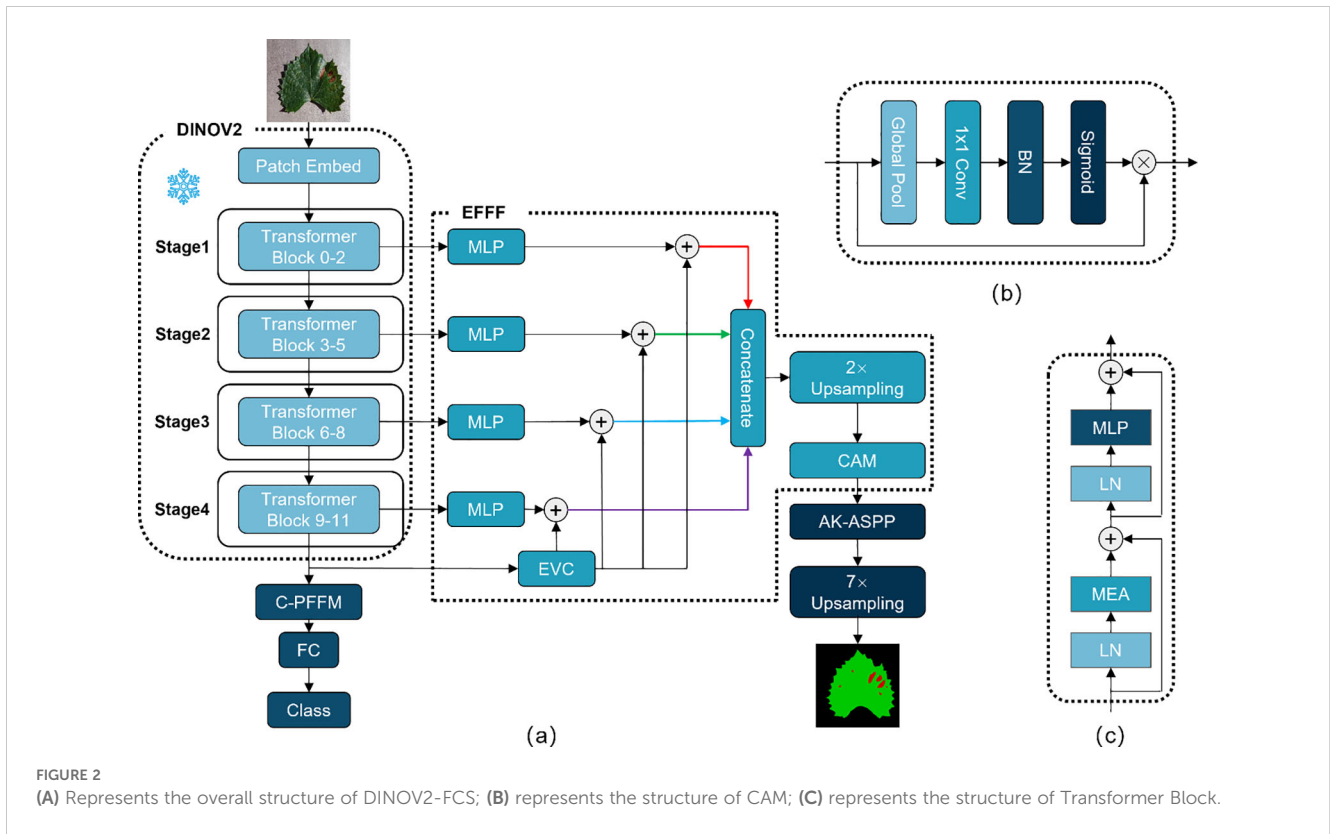 DINOV2
Patch Embed
Stage1
Transformer
Block 0-2
Stage2
Transformer
Block 3-5
Stage3
Transformer
Block 6-8
Stage4
Transformer
Block 9-11
C-PFFM
FC
Class
EFFF
MLP
MLP
MLP
MLP
EVC
+
+
+
+
Concatenate
2×
Upsampling
CAM
AK-ASPP
7×
Upsampling
(a)
Global Pool
1x1 Conv
BN
Sigmoid
×
(b)
+
MLP
LN
+
MEA
LN
(c)
FIGURE 2
(A) Represents the overall structure of DINOV2-FCS; (B) represents the structure of CAM; (C) represents the structure of Transformer Block.